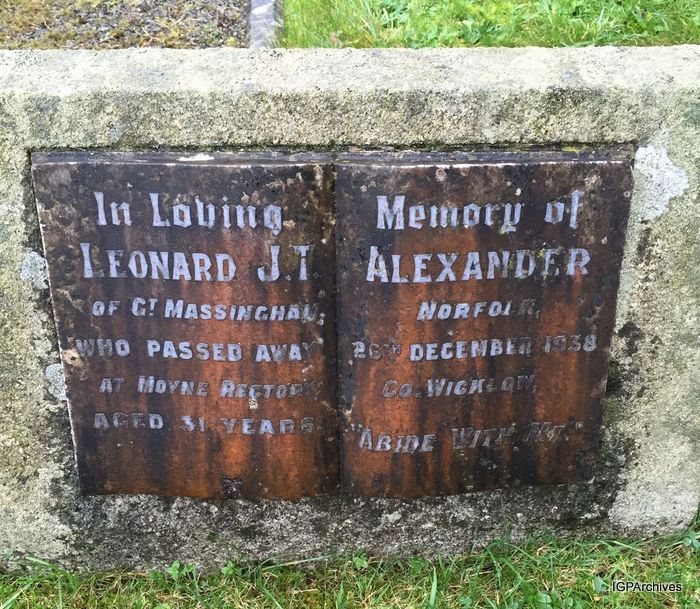 In Loving Memory of
LEONARD J.T. ALEXANDER
OF GT MASSINGHAM, NORFOLK,
WHO PASSED AWAY 26TH DECEMBER 1938
AT MOYNE RECTORY, CO. WICKLOW,
AGED 31 YEARS.
"ABIDE WITH ME."
IGPArchives